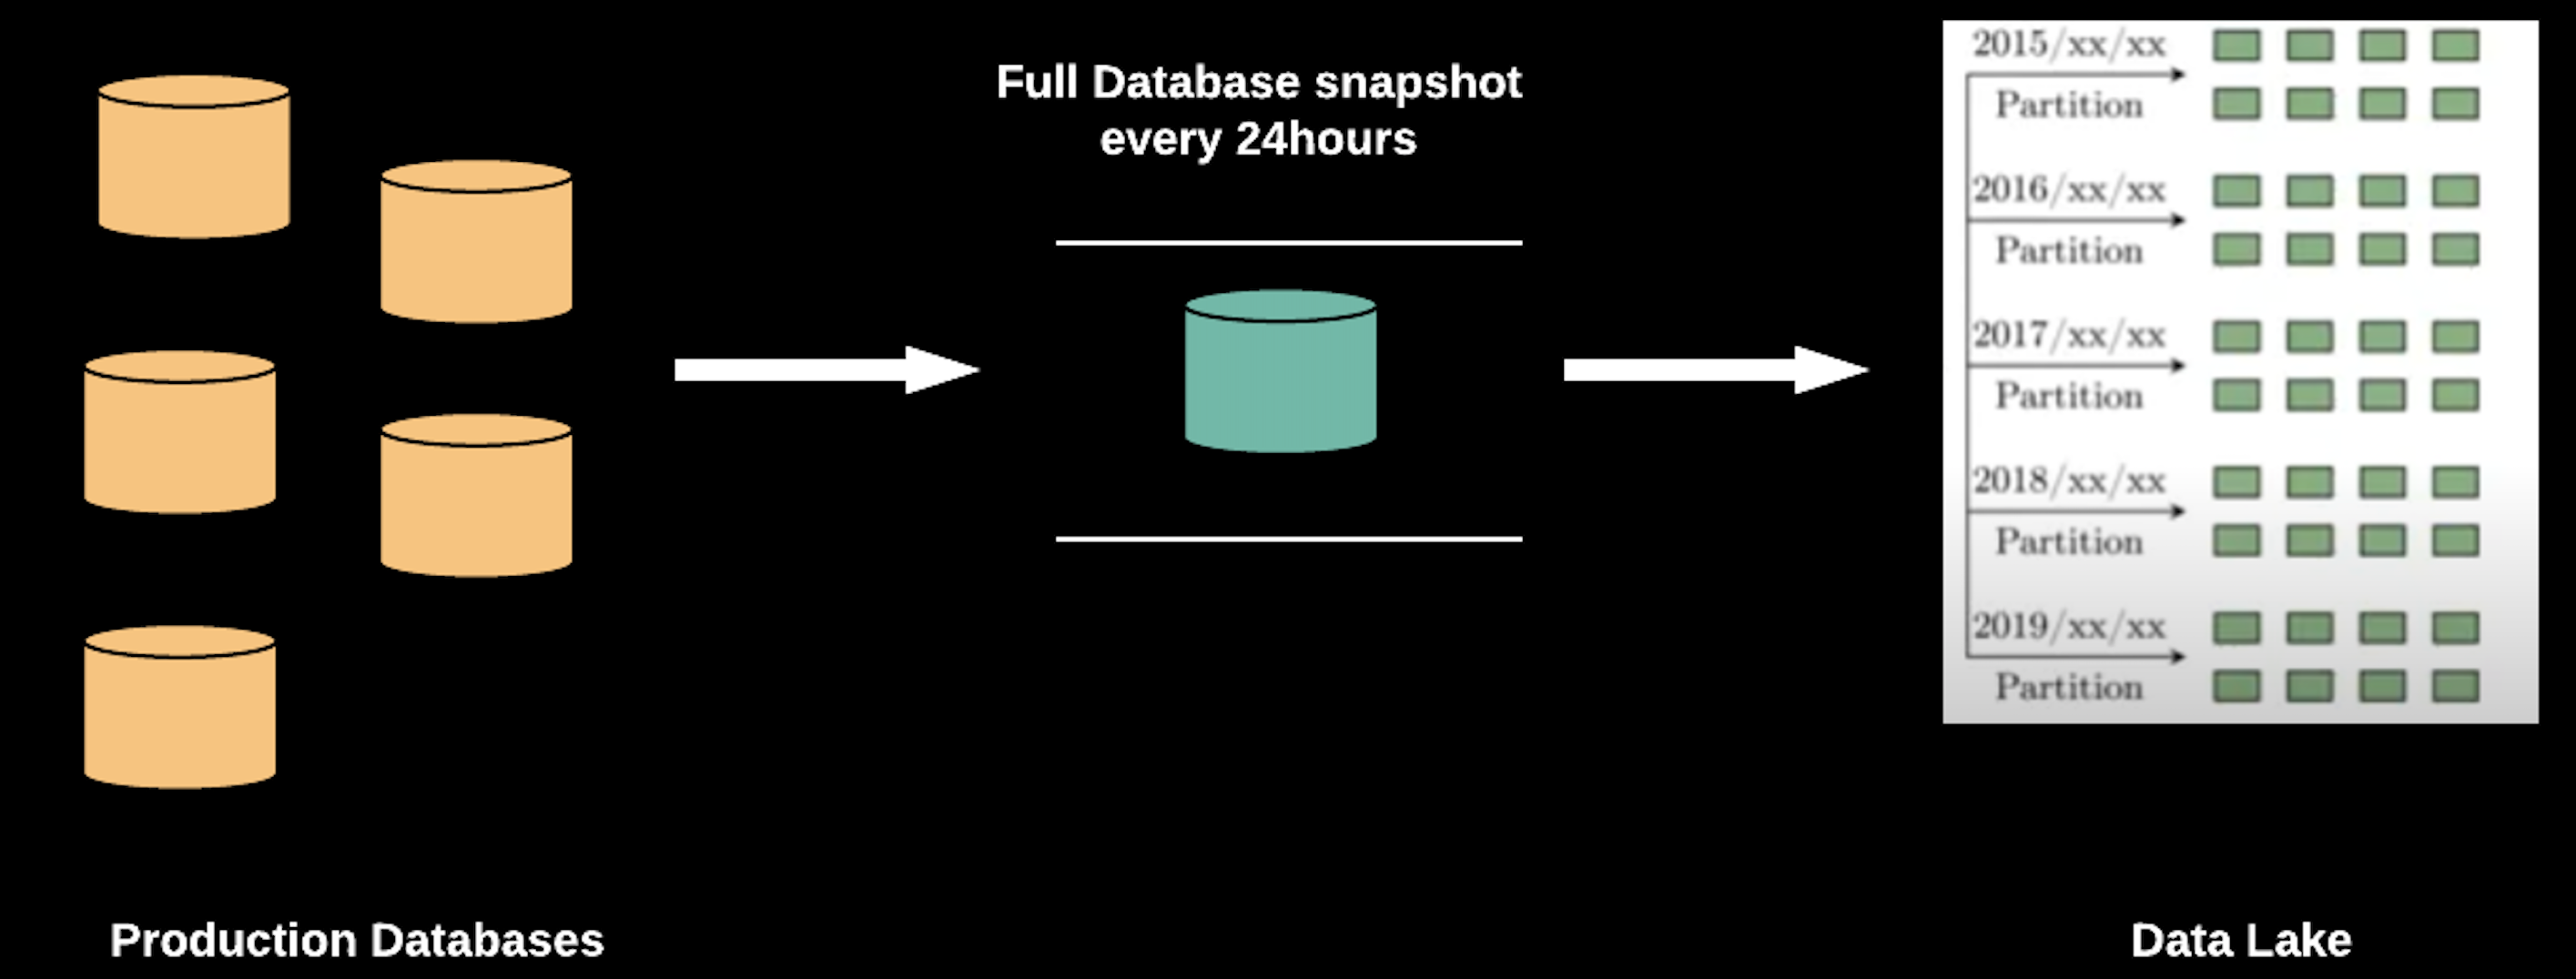 Full Database snapshot
every 24hours
2015/xx/xx
Partition
2016/xx/xx
Partition
2017/xx/xx
Partition
2018/xx/xx
Partition
2019/xx/xx
Partition
Production Databases
Data Lake